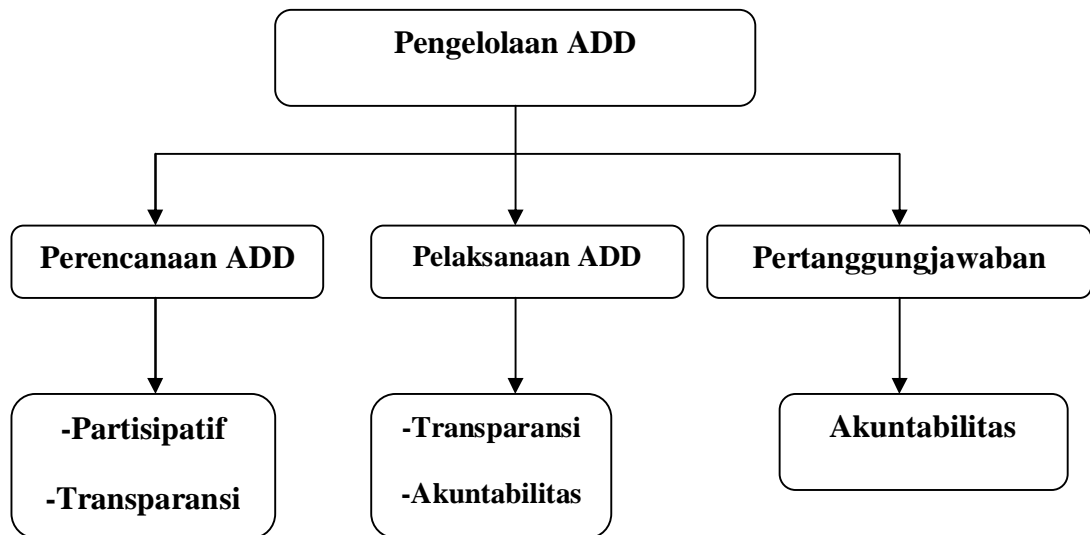 Pengelolaan ADD
Perencanaan ADD
Pelaksanaan ADD
Pertanggungjawaban
-Partisipatif
-Transparansi
-Transparansi
-Akuntabilitas
Akuntabilitas